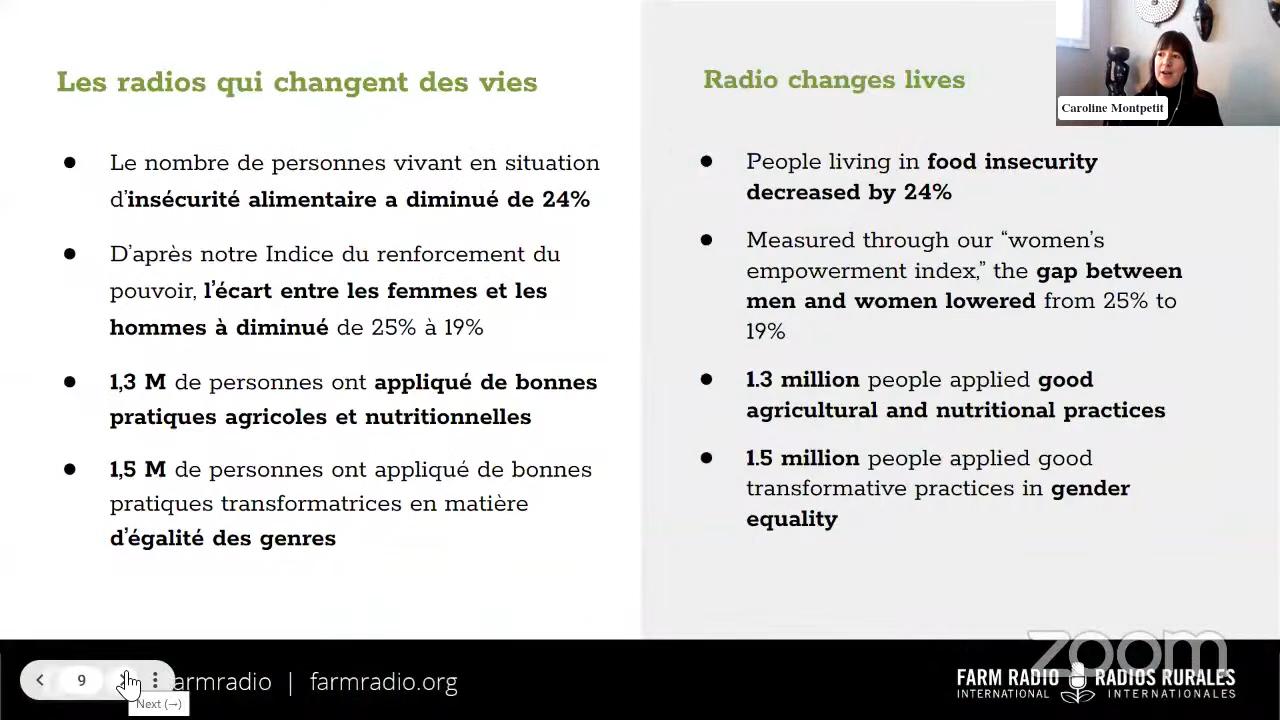 Les radios qui changent des vies
● Le nombre de personnes vivant en situation
d'insécurité alimentaire a diminué de 24%
● D'après notre Indice du renforcement du
pouvoir, l'écart entre les femmes et les
hommes à diminué de 25% à 19%
● 1,3 M de personnes ont appliqué de bonnes
pratiques agricoles et nutritionnelles
● 1,5 M de personnes ont appliqué de bonnes
pratiques transformatrices en matière
d'égalité des genres
Radio changes lives
● People living in food insecurity
decreased by 24%
● Measured through our “women's
empowerment index,” the gap between
men and women lowered from 25% to
19%
● 1.3 million people applied good
agricultural and nutritional practices
● 1.5 million people applied good
transformative practices in gender
equality
Caroline Montpetit
9
Next (→)
armradio | farmradio.org
zoom
FARM RADIO
INTERNATIONAL
RADIOS RURALES
INTERNATIONALES